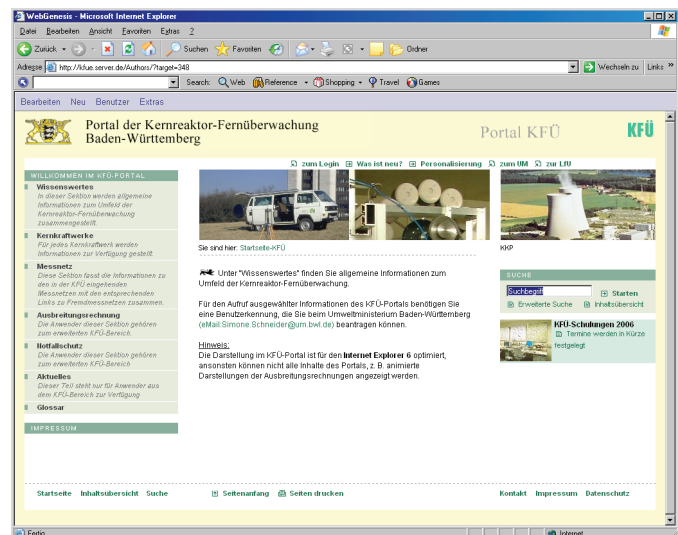 WebGenesis - Microsoft Internet Explorer
Datei Bearbeiten Ansicht Favoriten Extras ?
Zurück Suchen Favoriten Ordner
Adresse http://kfue.server.de/Authors/?target=348 Wechseln zu Links »
Search: Web Reference Shopping Travel Games
Bearbeiten Neu Benutzer Extras
Portal der Kernreaktor-Fernüberwachung
Baden-Württemberg
Portal KFÜ
KFÜ
zum Login Was ist neu? Personalisierung zum UM zur LfU
WILLKOMMEN IM KFÜ-PORTAL
Wissenswertes
In dieser Sektion werden allgemeine
Informationen zum Umfeld der
Kernreaktor-Fernüberwachung
zusammengestellt.
Kernkraftwerke
Für jedes Kernkraftwerk werden
Informationen zur Verfügung gestellt
Messnetz
Diese Sektion fasst die Informationen zu
den in der KFÜ eingehenden
Messnetzen mit den entsprechenden
Links zu Fremdmessnetzen zusammen.
Ausbreitungsrechnung
Die Anwender dieser Sektion gehören
zum erweiterten KFÜ-Bereich.
Notfallschutz
Die Anwender dieser Sektion gehören
zum erweiterten KFÜ-Bereich
Aktuelles
Dieser Teil steht nur für Anwender aus
dem KFÜ-Bereich zur Verfügung
Glossar
IMPRESSUM
Sie sind hier: Startseite-KFÜ
Unter "Wissenswertes" finden Sie allgemeine Informationen zum
Umfeld der Kernreaktor-Fernüberwachung.
Für den Aufruf ausgewählter Informationen des KFÜ-Portals benötigen Sie
eine Benutzerkennung, die Sie beim Umweltministerium Baden-Württemberg
(eMail:Simone.Schneider@um.bwl.de) beantragen können.
Hinweis:
Die Darstellung im KFÜ-Portal ist für den Internet Explorer 6 optimiert,
ansonsten können nicht alle Inhalte des Portals, z. B. animierte
Darstellungen der Ausbreitungsrechnungen angezeigt werden.
KKP
SUCHE
Suchbegriff Starten
Erweiterte Suche Inhaltsübersicht
KFÜ-Schulungen 2006
Termine werden in Kürze
festgelegt
Startseite Inhaltsübersicht Suche Seitenanfang Seiten drucken Kontakt Impressum Datenschutz
Fertig Internet